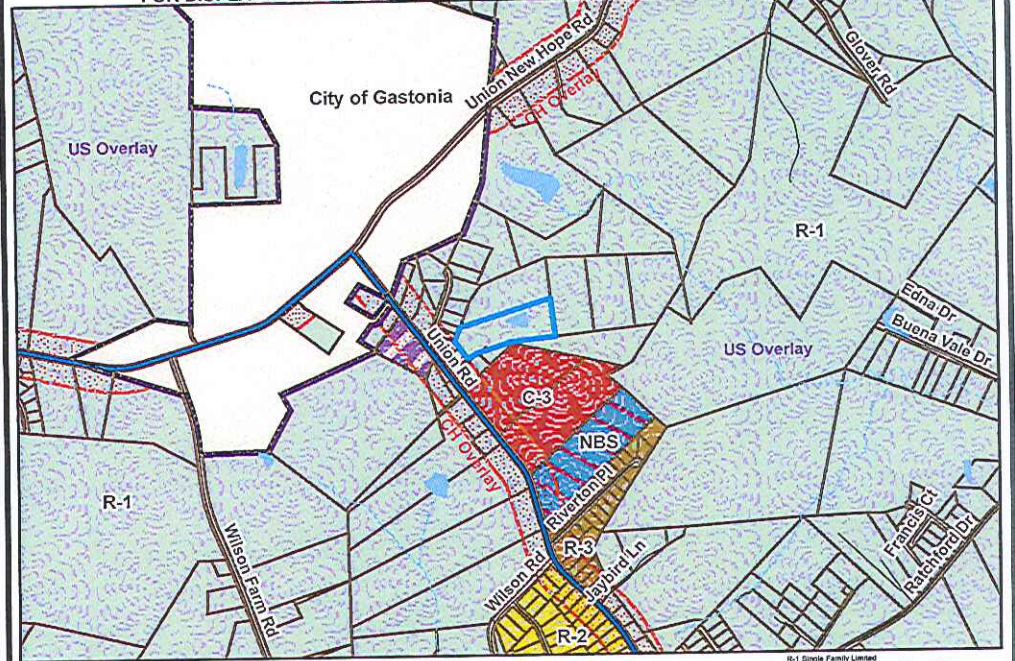 City of Gastonia
Union New Hope Rd
CH Overlay
Glover Rd
US Overlay
R-1
Edna Dr
Buena Vale Dr
US Overlay
Union Rd
C-3
CH Overlay
NBS
Riverton Pl
R-1
Wilson Farm Rd
Wilson Rd
R-3
Jaybird Ln
Francis Ct
Ratchford Dr
R-2
R-1 Single Family Limited